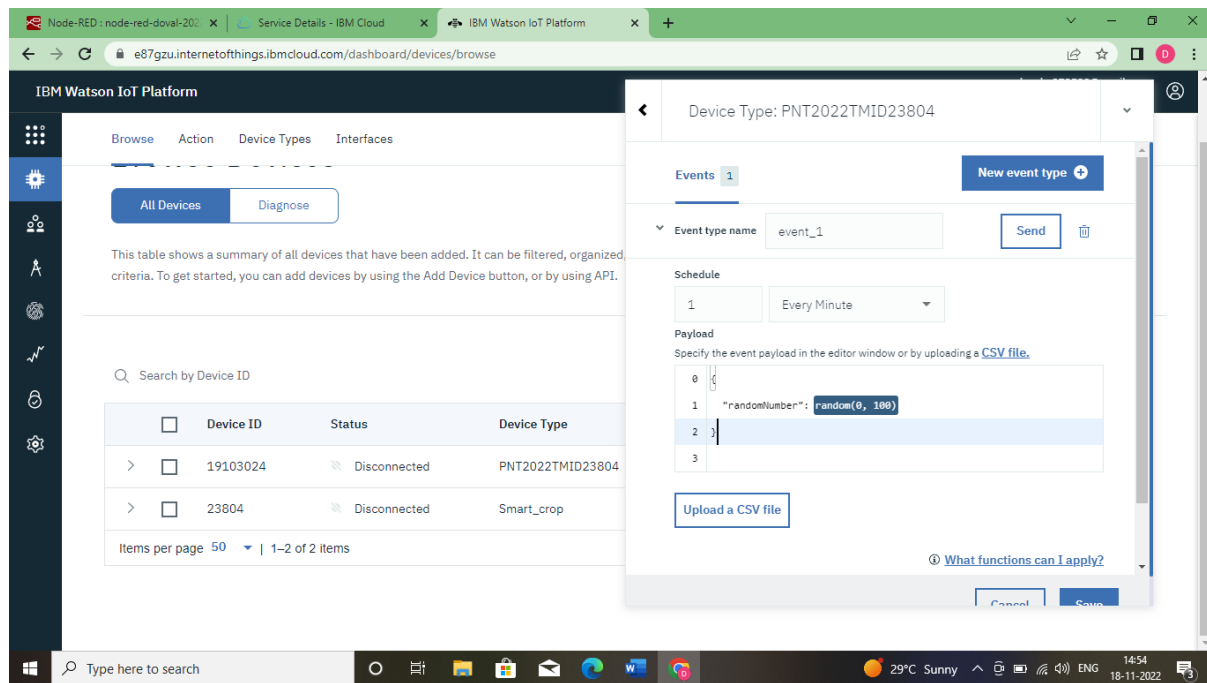 Node-RED : node-red-doval-202
Service Details - IBM Cloud
IBM Watson IoT Platform
e87gzu.internetofthings.ibmcloud.com/dashboard/devices/browse
D
IBM Watson IoT Platform
Browse Action Device Types Interfaces
All Devices Diagnose
This table shows a summary of all devices that have been added. It can be filtered, organized,
criteria. To get started, you can add devices by using the Add Device button, or by using API.
Search by Device ID
Device ID Status Device Type
19103024 Disconnected PNT2022TMID23804
23804 Disconnected Smart_crop
Items per page 50 | 1–2 of 2 items
Device Type: PNT2022TMID23804
Events 1
New event type
Event type name event_1 Send
Schedule
1 Every Minute
Payload
Specify the event payload in the editor window or by uploading a CSV file.
0 {
1 "randomNumber": random(0, 100)
2 }
3
Upload a CSV file
What functions can I apply?
Cancel Save
Type here to search
29°C Sunny ENG
14:54
18-11-2022
3